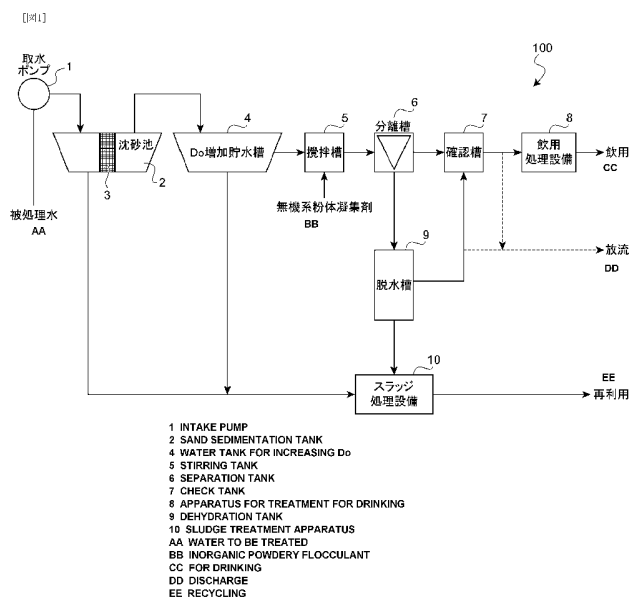 [図1]
100
取水
ポンプ
1
沈砂池
3
2
被処理水
AA
4
Do増加貯水槽
5
攪拌槽
無機系粉体凝集剤
BB
6
分離槽
7
確認槽
8
飲用
処理設備
飲用
CC
放流
DD
9
脱水槽
10
スラッジ
処理設備
EE
再利用
1 INTAKE PUMP
2 SAND SEDIMENTATION TANK
4 WATER TANK FOR INCREASING Do
5 STIRRING TANK
6 SEPARATION TANK
7 CHECK TANK
8 APPARATUS FOR TREATMENT FOR DRINKING
9 DEHYDRATION TANK
10 SLUDGE TREATMENT APPARATUS
AA WATER TO BE TREATED
BB INORGANIC POWDERY FLOCCULANT
CC FOR DRINKING
DD DISCHARGE
EE RECYCLING